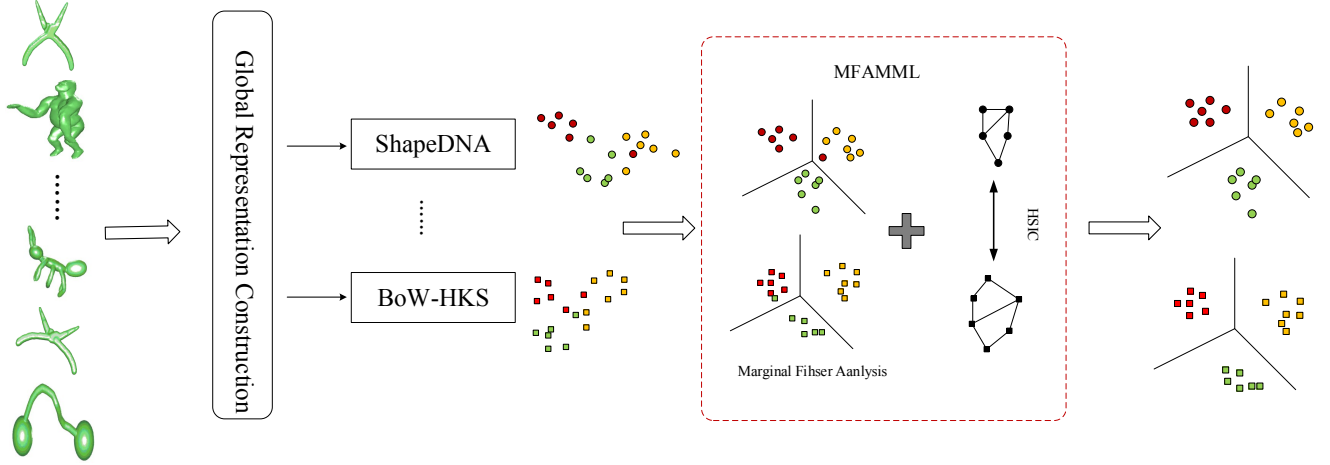 Global Representation Construction
ShapeDNA
BoW-HKS
MFAMML
HSIC
Marginal Fihser Aanlysis